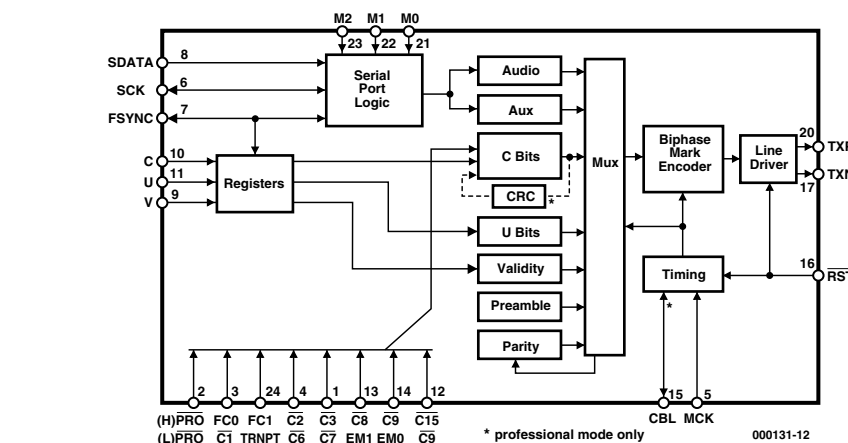 M2 M1 M0
23 22 21
SDATA 8
SCK 6
FSYNC 7
Serial Port Logic
Audio
Aux
C Bits
CRC *
U Bits
Validity
Preamble
Parity
Mux
Biphase Mark Encoder
Line Driver
20 TXP
17 TXN
C 10
U 11
V 9
Registers
Timing
16
*
2 3 24 4 1 13 14 12
15 5
(H)PRO FC0 FC1 C2 C3 C8 C9 C15
(L)PRO C1 TRNPT C6 C7 EM1 EM0 C9
CBL MCK
* professional mode only
000131-12